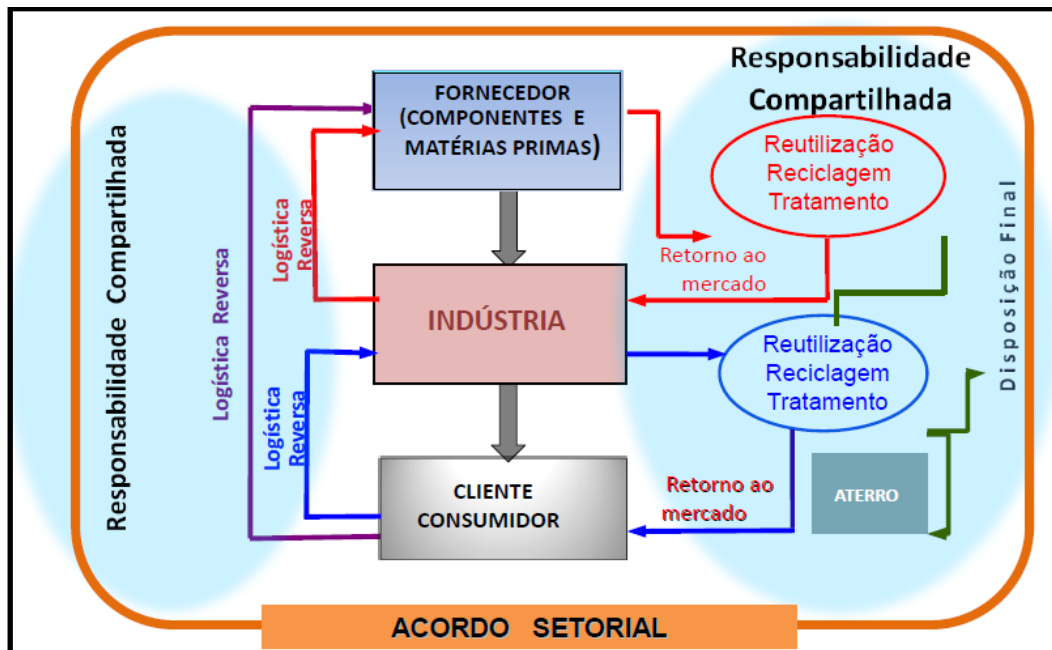 Responsabilidade
Compartilhada
FORNECEDOR
(COMPONENTES E
MATÉRIAS PRIMAS)
Reutilização
Reciclagem
Tratamento
Responsabilidade Compartilhada
Logística Reversa
Logística
Reversa
Retorno ao
mercado
Disposição Final
INDÚSTRIA
Reutilização
Reciclagem
Tratamento
Logística
Reversa
CLIENTE
CONSUMIDOR
Retorno ao
mercado
ATERRO
ACORDO SETORIAL